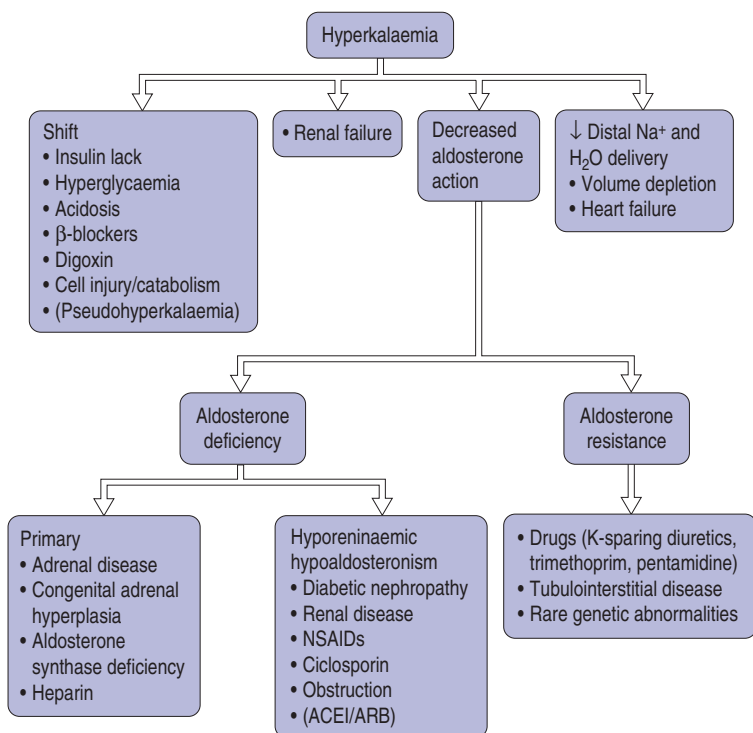 Hyperkalaemia
Shift
• Insulin lack
• Hyperglycaemia
• Acidosis
• β-blockers
• Digoxin
• Cell injury/catabolism
• (Pseudohyperkalaemia)
• Renal failure
Decreased
aldosterone
action
↓ Distal Na⁺ and
H₂O delivery
• Volume depletion
• Heart failure
Aldosterone
deficiency
Aldosterone
resistance
Primary
• Adrenal disease
• Congenital adrenal
hyperplasia
• Aldosterone
synthase deficiency
• Heparin
Hyporeninaemic
hypoaldosteronism
• Diabetic nephropathy
• Renal disease
• NSAIDs
• Ciclosporin
• Obstruction
• (ACEI/ARB)
• Drugs (K-sparing diuretics,
trimethoprim, pentamidine)
• Tubulointerstitial disease
• Rare genetic abnormalities